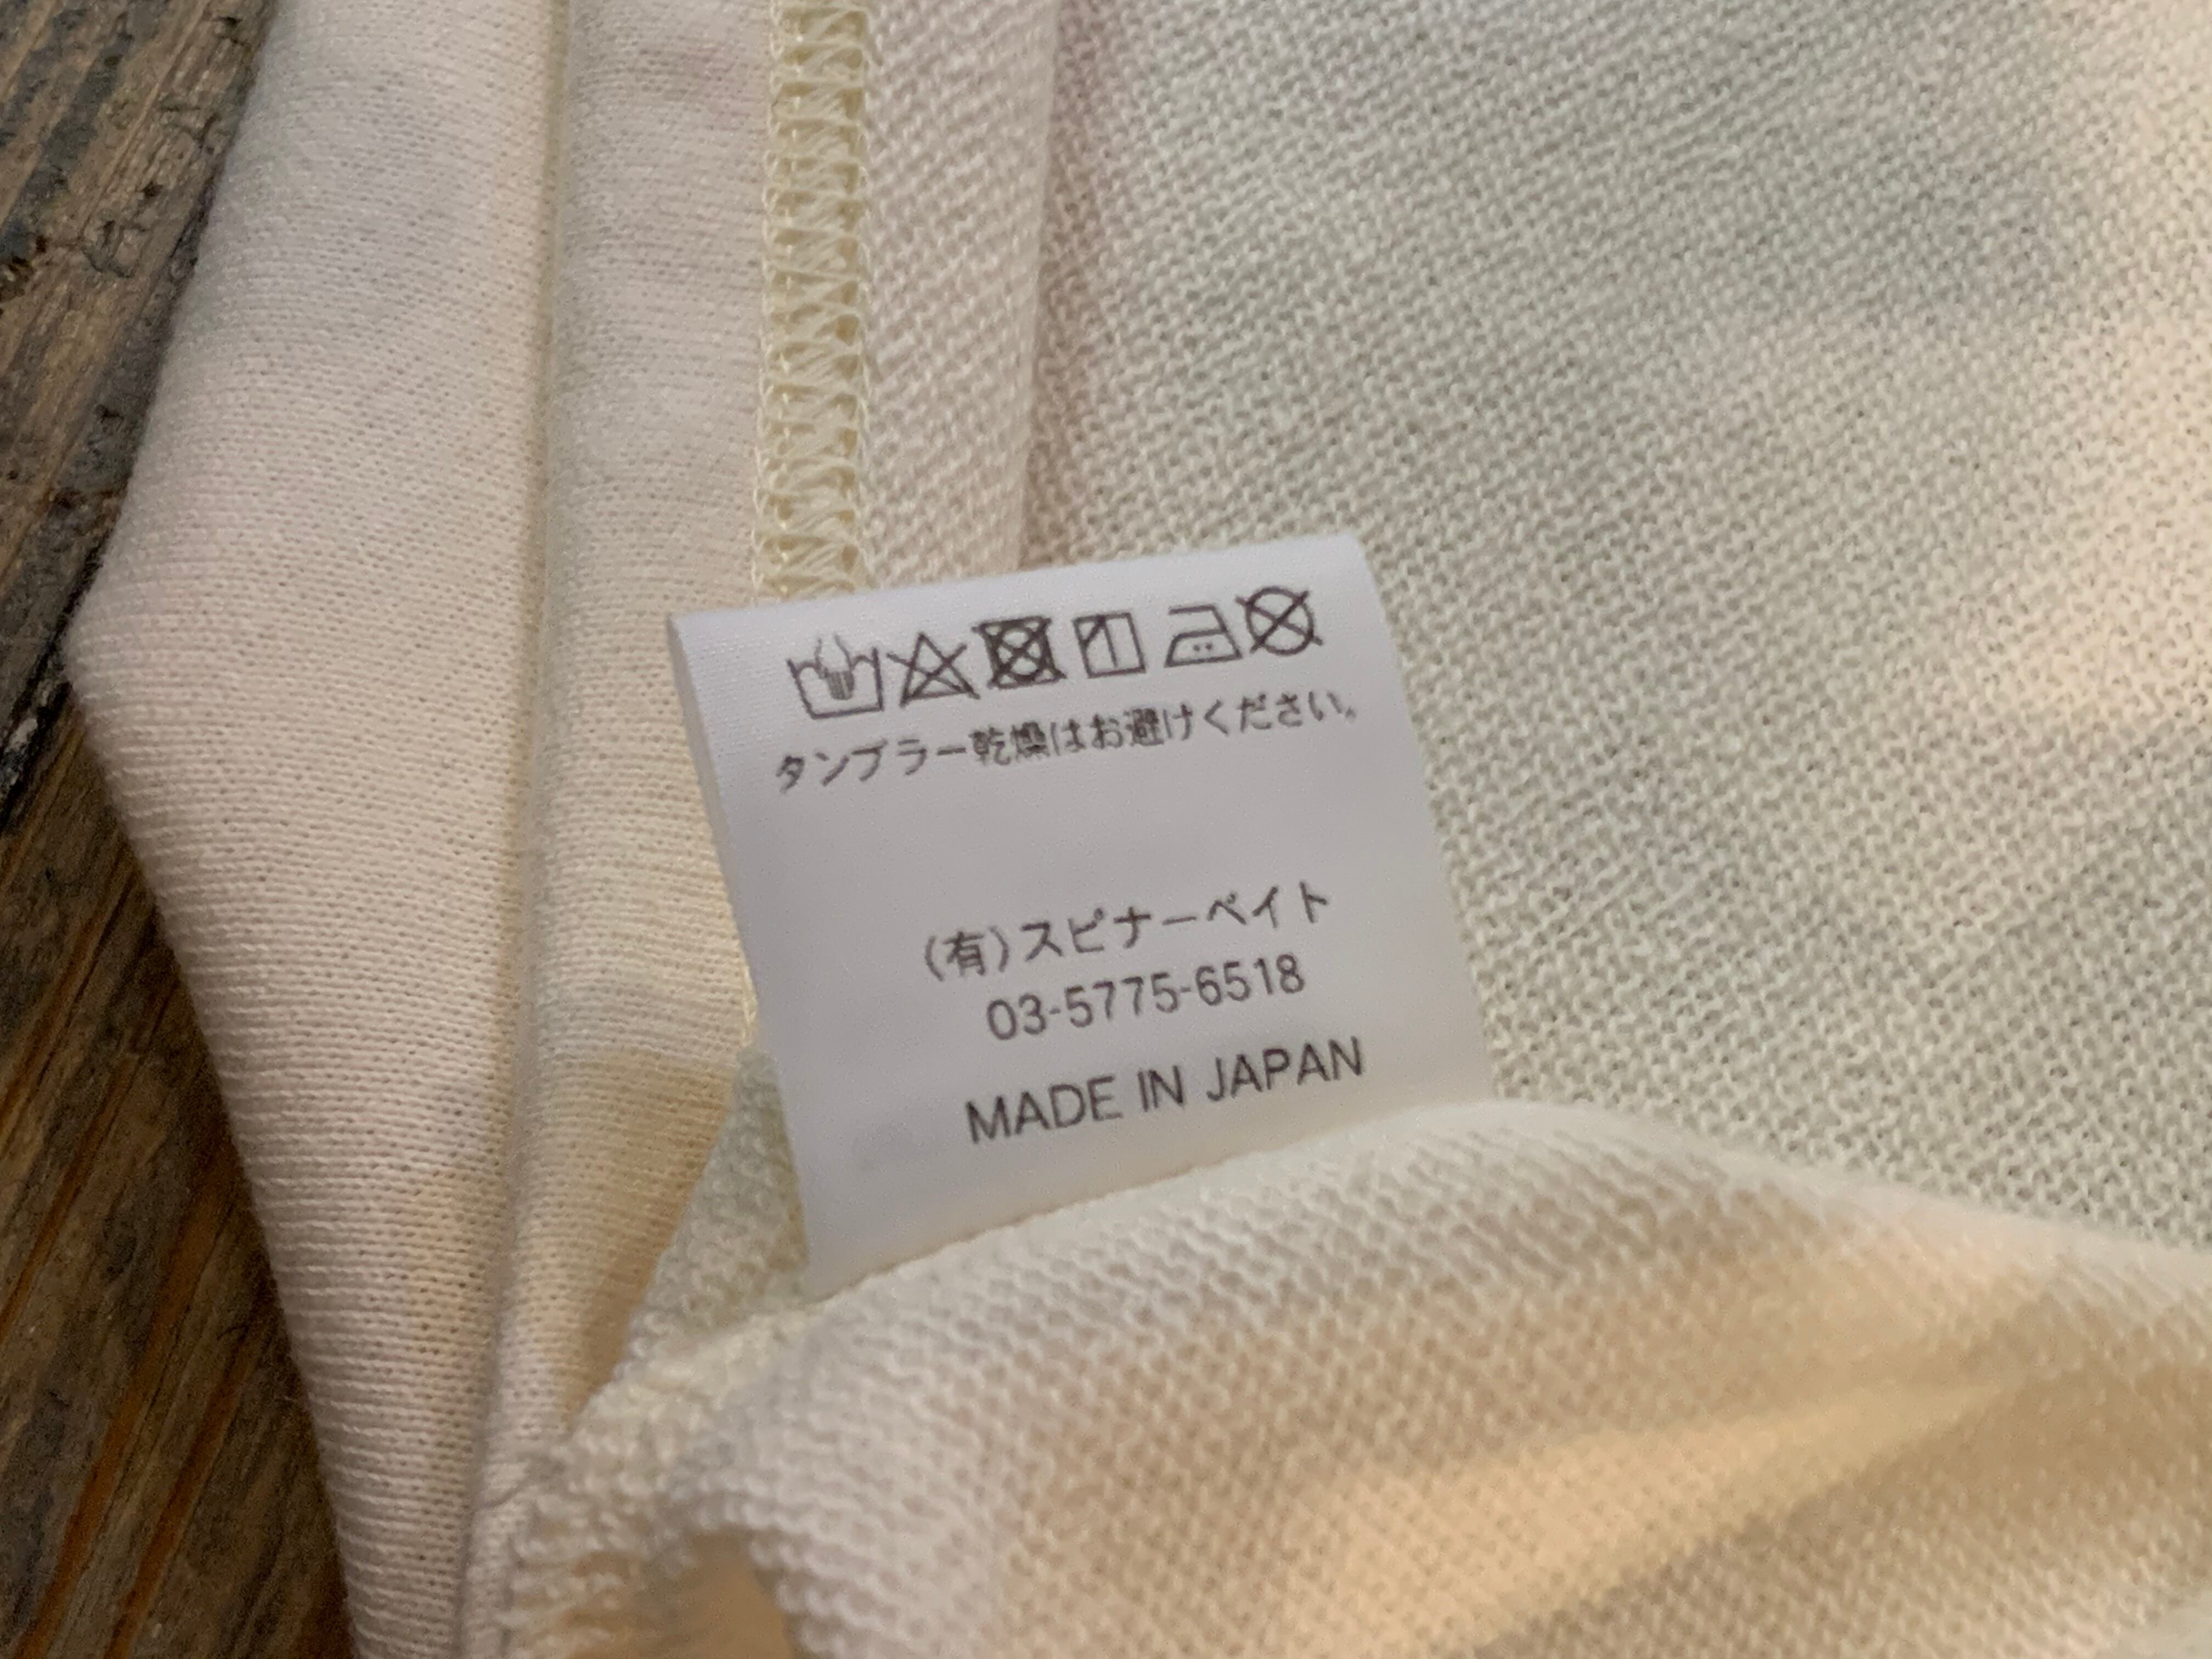 タンブラー乾燥はお避けください。
(有)スピナーベイト
03-5775-6518
MADE IN JAPAN